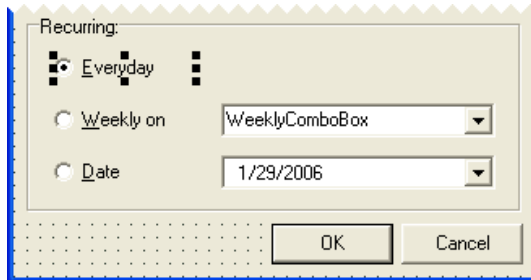 Recurring:
Everyday
Weekly on WeeklyComboBox
Date 1/29/2006
OK Cancel